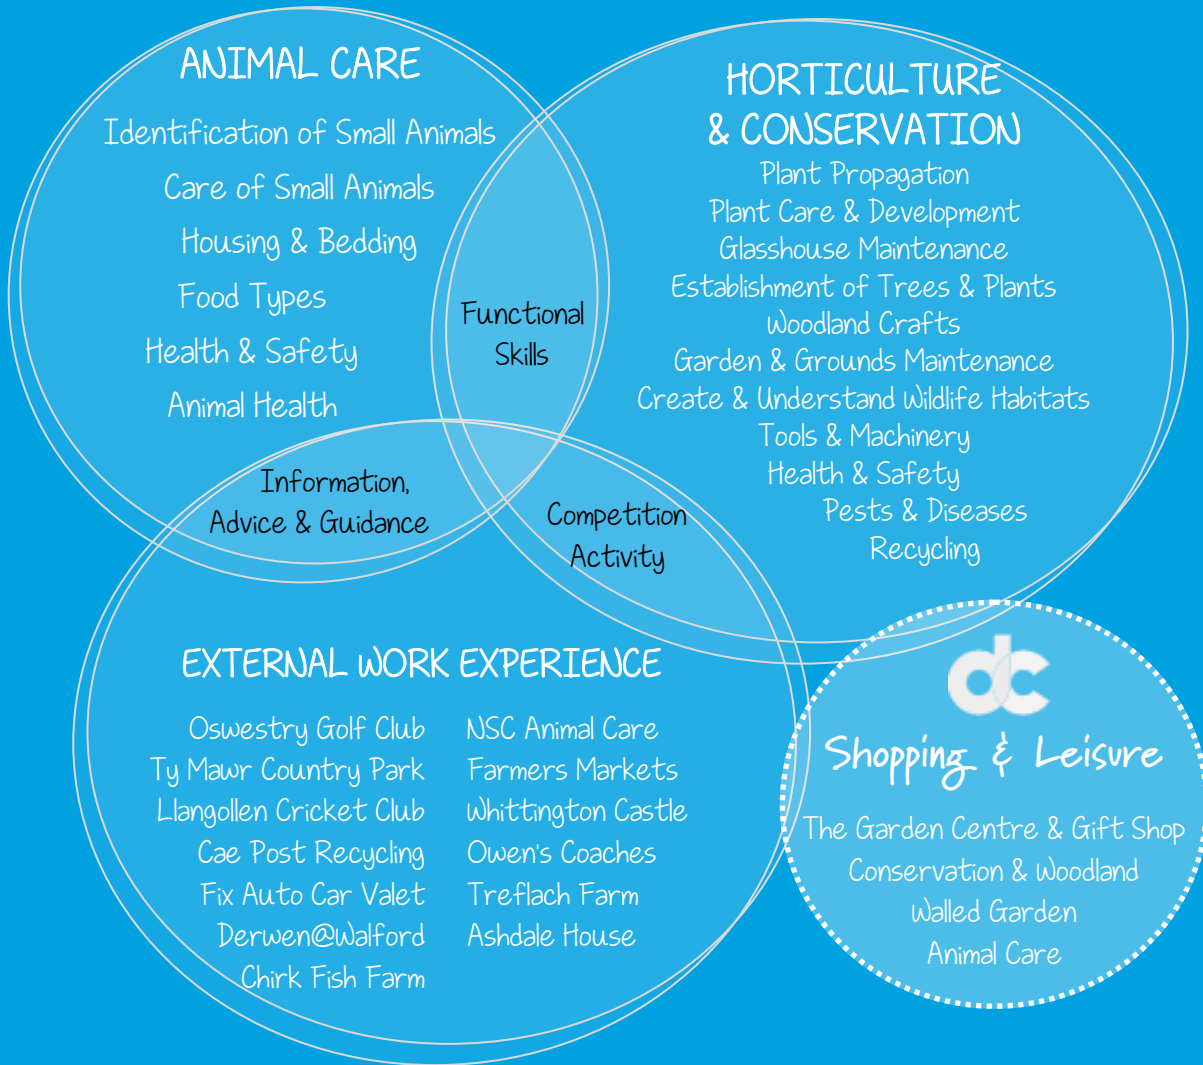 ANIMAL CARE
Identification of Small Animals
Care of Small Animals
Housing & Bedding
Food Types
Health & Safety
Animal Health
HORTICULTURE
& CONSERVATION
Plant Propagation
Plant Care & Development
Glasshouse Maintenance
Establishment of Trees & Plants
Woodland Crafts
Garden & Grounds Maintenance
Create & Understand Wildlife Habitats
Tools & Machinery
Health & Safety
Pests & Diseases
Recycling
Functional
Skills
Information,
Advice & Guidance
Competition
Activity
EXTERNAL WORK EXPERIENCE
Oswestry Golf Club
Ty Mawr Country Park
Llangollen Cricket Club
Cae Post Recycling
Fix Auto Car Valet
Derwen@Walford
Chirk Fish Farm
NSC Animal Care
Farmers Markets
Whittington Castle
Owen's Coaches
Treflach Farm
Ashdale House
dc
Shopping & Leisure
The Garden Centre & Gift Shop
Conservation & Woodland
Walled Garden
Animal Care